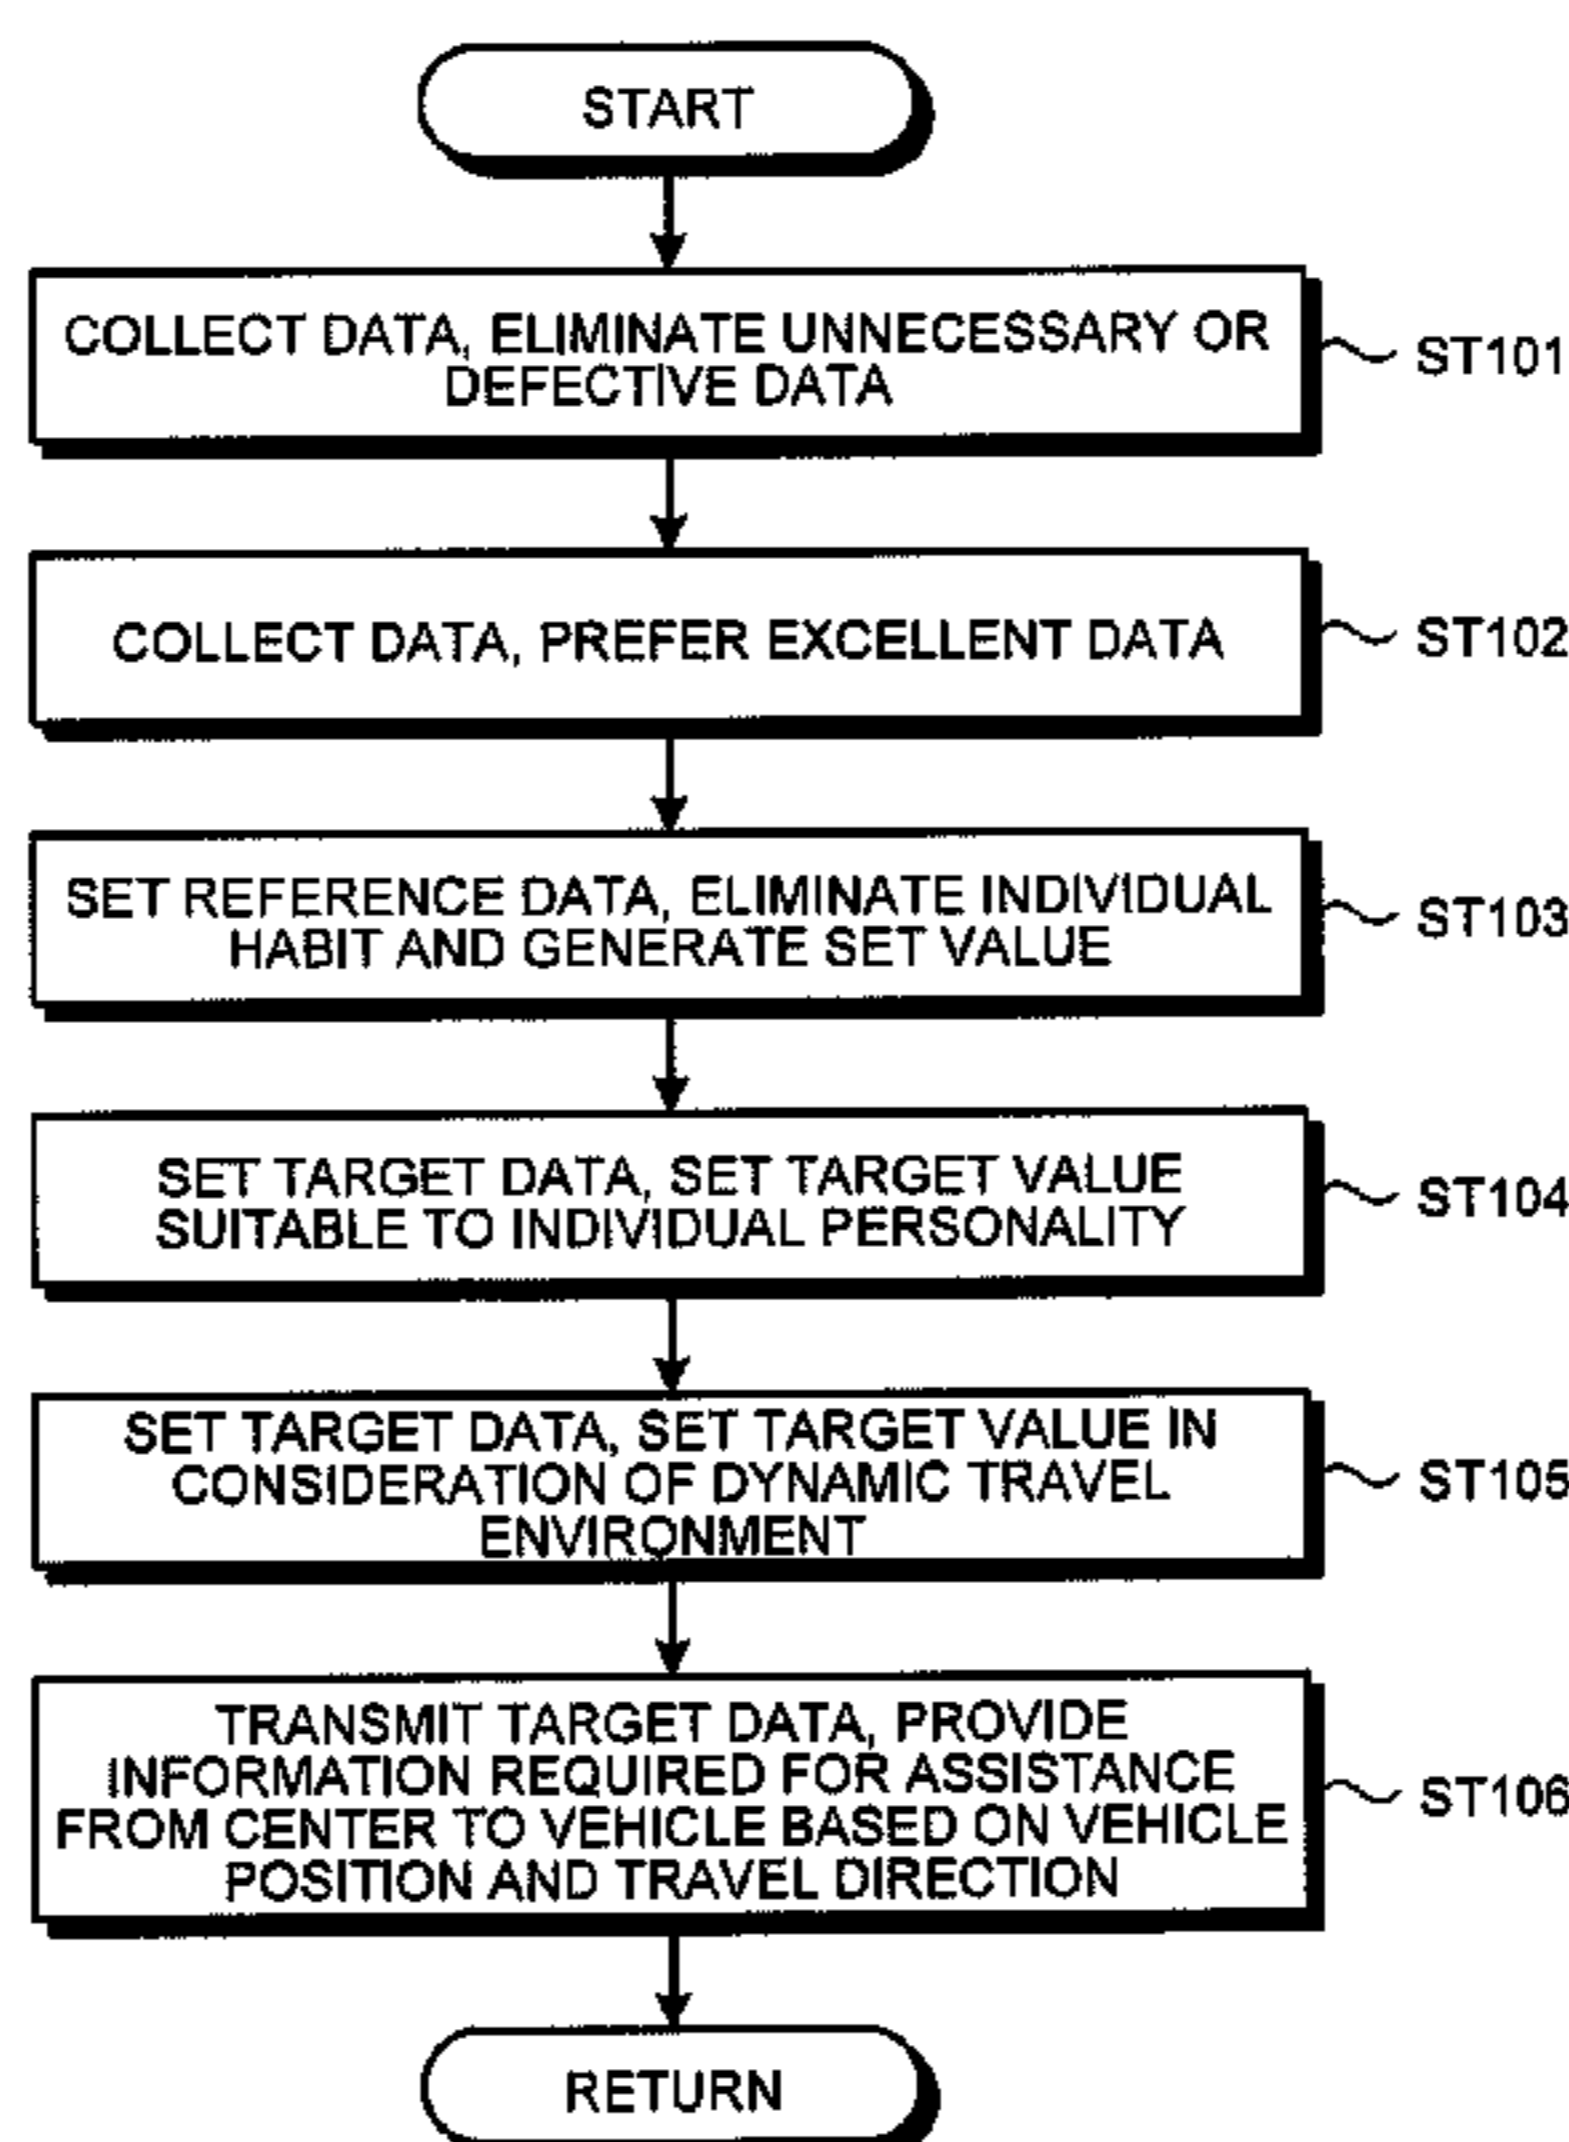 START
COLLECT DATA, ELIMINATE UNNECESSARY OR
DEFECTIVE DATA
ST101
COLLECT DATA, PREFER EXCELLENT DATA
ST102
SET REFERENCE DATA, ELIMINATE INDIVIDUAL
HABIT AND GENERATE SET VALUE
ST103
SET TARGET DATA, SET TARGET VALUE
SUITABLE TO INDIVIDUAL PERSONALITY
ST104
SET TARGET DATA, SET TARGET VALUE IN
CONSIDERATION OF DYNAMIC TRAVEL
ENVIRONMENT
ST105
TRANSMIT TARGET DATA, PROVIDE
INFORMATION REQUIRED FOR ASSISTANCE
FROM CENTER TO VEHICLE BASED ON VEHICLE
POSITION AND TRAVEL DIRECTION
ST106
RETURN